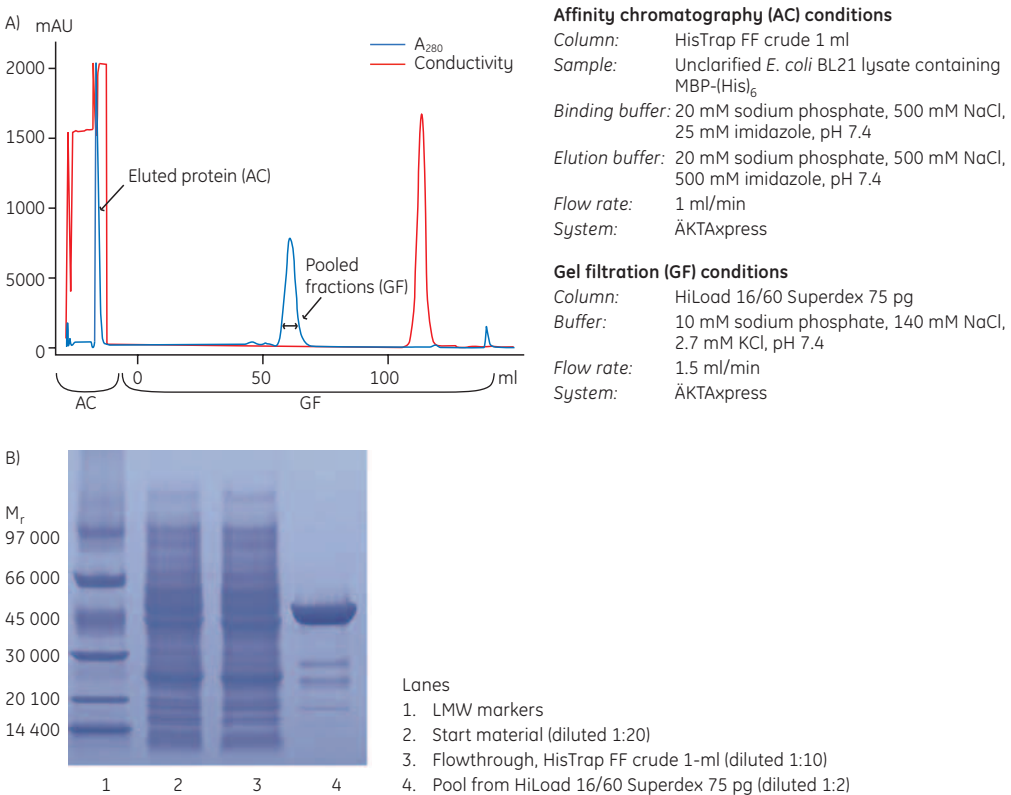 A)
mAU
A280
Conductivity
2000
1500
1000
5000
0
Eluted protein (AC)
Pooled
fractions (GF)
0 50 100 ml
AC GF
Affinity chromatography (AC) conditions
Column: HisTrap FF crude 1 ml
Sample: Unclarified E. coli BL21 lysate containing
MBP-(His)6
Binding buffer: 20 mM sodium phosphate, 500 mM NaCl,
25 mM imidazole, pH 7.4
Elution buffer: 20 mM sodium phosphate, 500 mM NaCl,
500 mM imidazole, pH 7.4
Flow rate: 1 ml/min
System: ÄKTAxpress
Gel filtration (GF) conditions
Column: HiLoad 16/60 Superdex 75 pg
Buffer: 10 mM sodium phosphate, 140 mM NaCl,
2.7 mM KCl, pH 7.4
Flow rate: 1.5 ml/min
System: ÄKTAxpress
B)
Mr
97 000
66 000
45 000
30 000
20 100
14 400
1 2 3 4
Lanes
1. LMW markers
2. Start material (diluted 1:20)
3. Flowthrough, HisTrap FF crude 1-ml (diluted 1:10)
4. Pool from HiLoad 16/60 Superdex 75 pg (diluted 1:2)